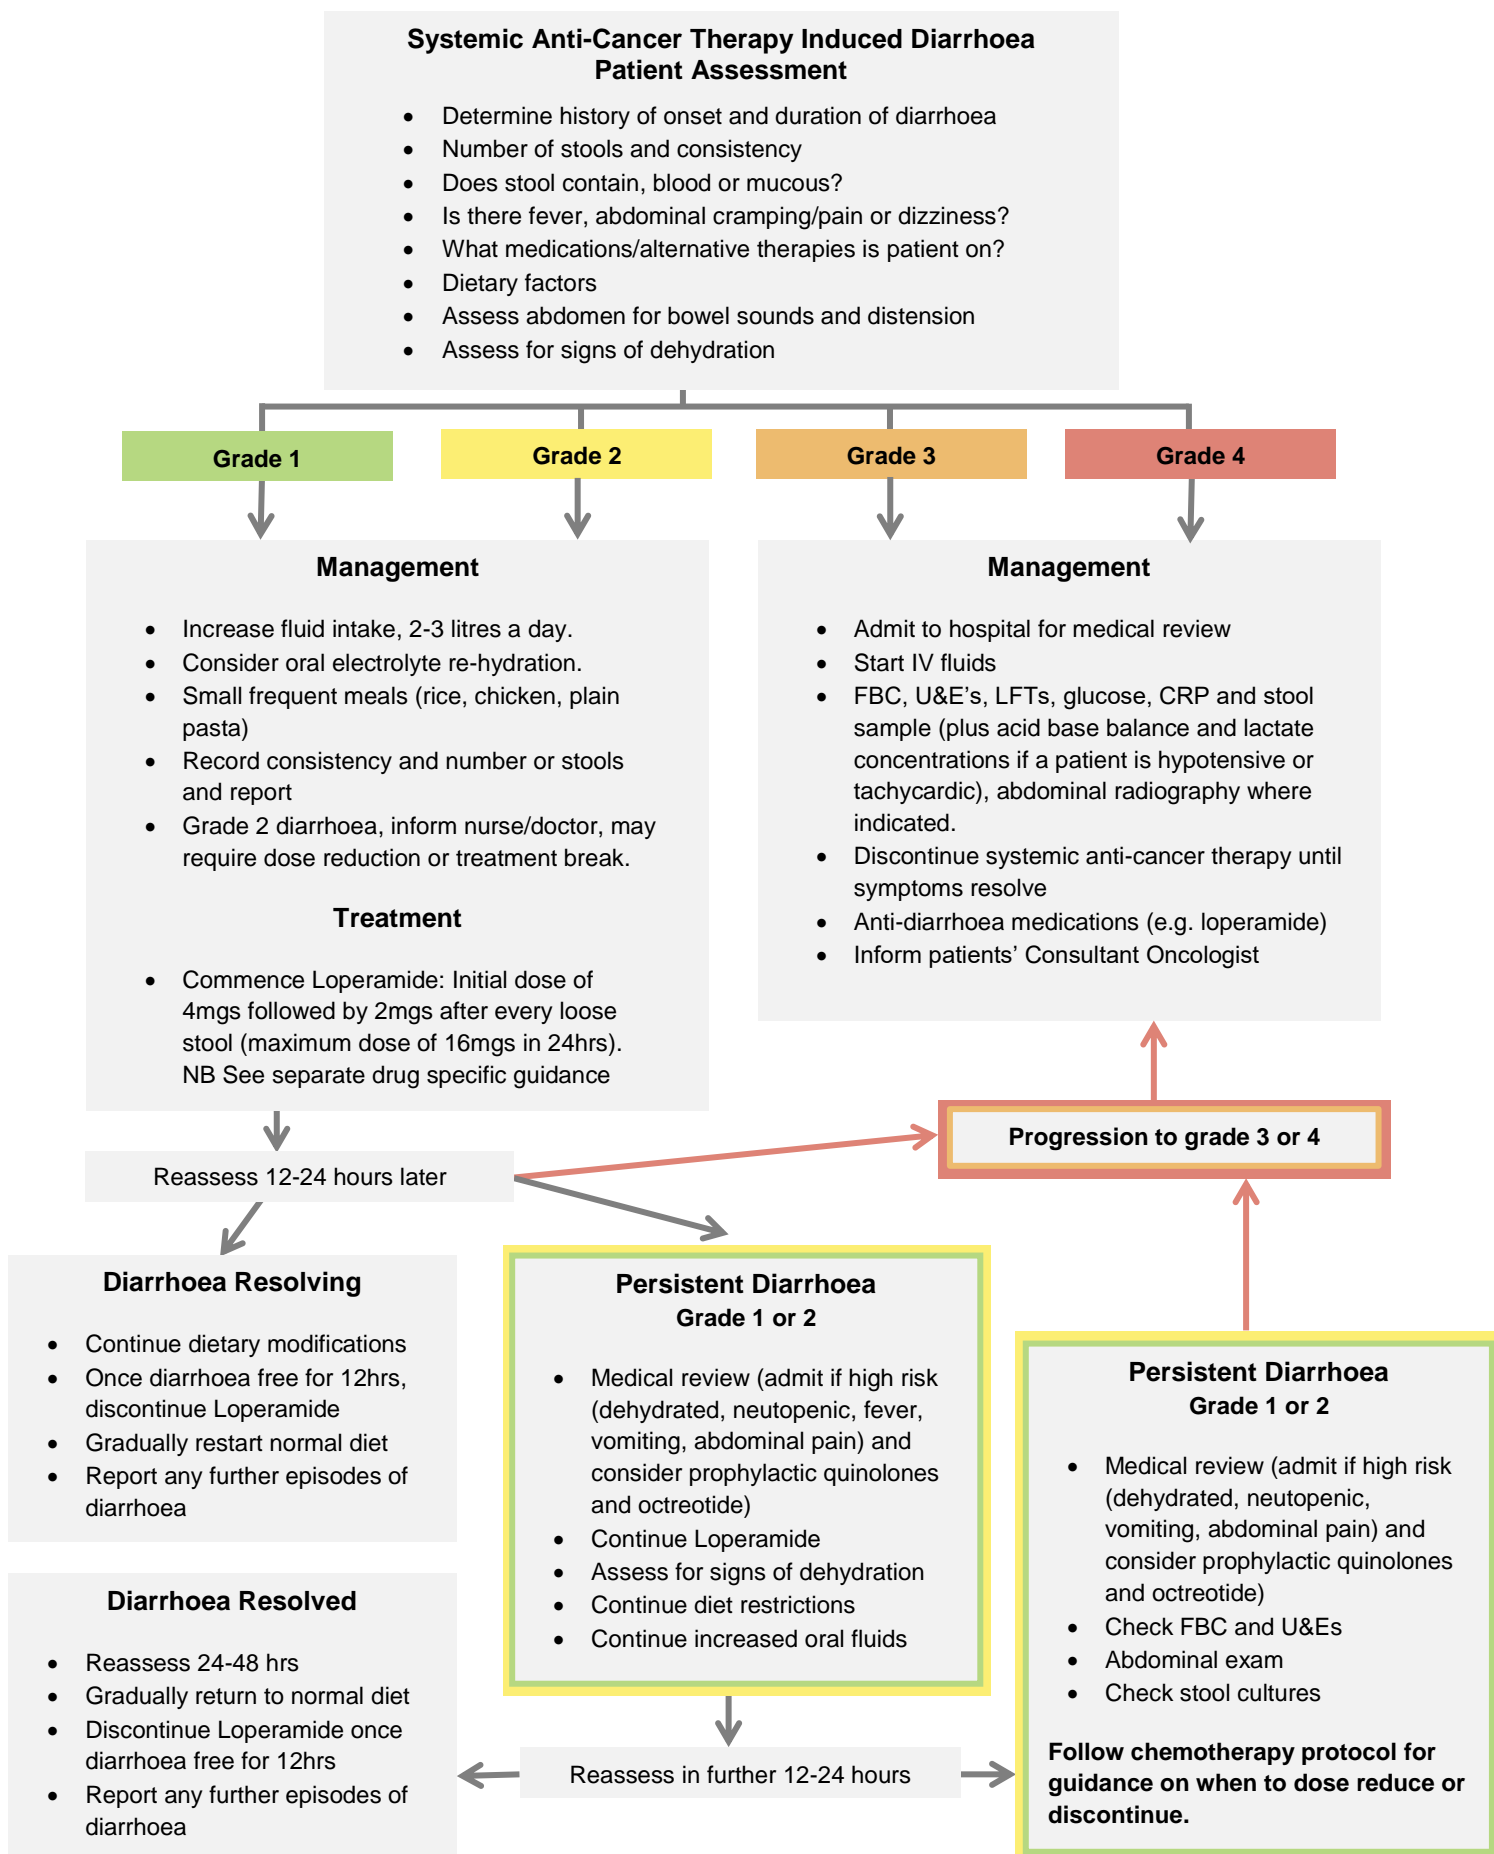 Systemic Anti-Cancer Therapy Induced Diarrhoea
Patient Assessment
• Determine history of onset and duration of diarrhoea
• Number of stools and consistency
• Does stool contain, blood or mucous?
• Is there fever, abdominal cramping/pain or dizziness?
• What medications/alternative therapies is patient on?
• Dietary factors
• Assess abdomen for bowel sounds and distension
• Assess for signs of dehydration
Grade 1
Grade 2
Grade 3
Grade 4
Management
• Increase fluid intake, 2-3 litres a day.
• Consider oral electrolyte re-hydration.
• Small frequent meals (rice, chicken, plain
pasta)
• Record consistency and number or stools
and report
• Grade 2 diarrhoea, inform nurse/doctor, may
require dose reduction or treatment break.
Treatment
• Commence Loperamide: Initial dose of
4mgs followed by 2mgs after every loose
stool (maximum dose of 16mgs in 24hrs).
NB See separate drug specific guidance
Management
• Admit to hospital for medical review
• Start IV fluids
• FBC, U&E’s, LFTs, glucose, CRP and stool
sample (plus acid base balance and lactate
concentrations if a patient is hypotensive or
tachycardic), abdominal radiography where
indicated.
• Discontinue systemic anti-cancer therapy until
symptoms resolve
• Anti-diarrhoea medications (e.g. loperamide)
• Inform patients’ Consultant Oncologist
Progression to grade 3 or 4
Reassess 12-24 hours later
Diarrhoea Resolving
• Continue dietary modifications
• Once diarrhoea free for 12hrs,
discontinue Loperamide
• Gradually restart normal diet
• Report any further episodes of
diarrhoea
Persistent Diarrhoea
Grade 1 or 2
• Medical review (admit if high risk
(dehydrated, neutopenic, fever,
vomiting, abdominal pain) and
consider prophylactic quinolones
and octreotide)
• Continue Loperamide
• Assess for signs of dehydration
• Continue diet restrictions
• Continue increased oral fluids
Persistent Diarrhoea
Grade 1 or 2
• Medical review (admit if high risk
(dehydrated, neutopenic,
vomiting, abdominal pain) and
consider prophylactic quinolones
and octreotide)
• Check FBC and U&Es
• Abdominal exam
• Check stool cultures
Follow chemotherapy protocol for
guidance on when to dose reduce or
discontinue.
Diarrhoea Resolved
• Reassess 24-48 hrs
• Gradually return to normal diet
• Discontinue Loperamide once
diarrhoea free for 12hrs
• Report any further episodes of
diarrhoea
Reassess in further 12-24 hours